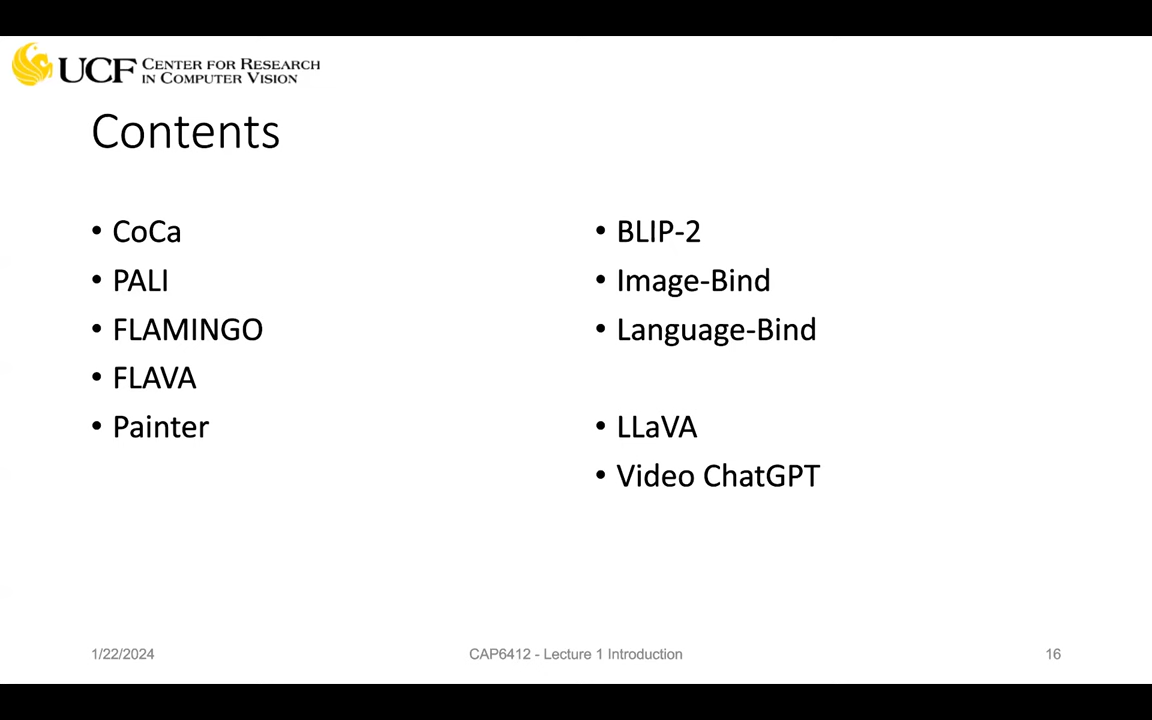 UCF CENTER FOR RESEARCH
IN COMPUTER VISION
Contents
• CoCa
• PALI
• FLAMINGO
• FLAVA
• Painter
• BLIP-2
• Image-Bind
• Language-Bind
• LLaVA
• Video ChatGPT
1/22/2024
CAP6412 - Lecture 1 Introduction
16